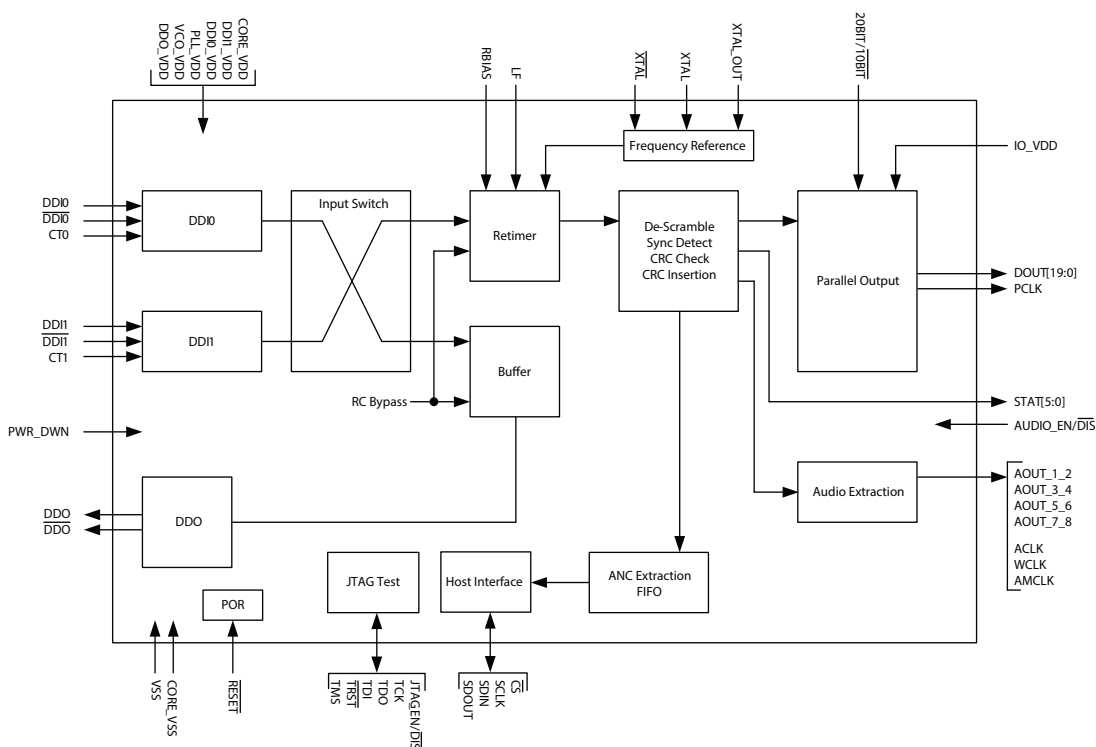 CORE_VDD
DDI1_VDD
DDI0_VDD
PLL_VDD
VCO_VDD
DDO_VDD
RBIAS
LF
XTAL
XTAL
XTAL_OUT
20BIT/10BIT
Frequency Reference
IO_VDD
DDI0
DDI0
CT0
DDI0
Input Switch
Retimer
De-Scramble
Sync Detect
CRC Check
CRC Insertion
Parallel Output
DOUT[19:0]
PCLK
DDI1
DDI1
CT1
DDI1
Buffer
RC Bypass
STAT[5:0]
AUDIO_EN/DIS
PWR_DWN
Audio Extraction
AOUT_1_2
AOUT_3_4
AOUT_5_6
AOUT_7_8
ACLK
WCLK
AMCLK
DDO
DDO
DDO
JTAG Test
Host Interface
ANC Extraction
FIFO
POR
VSS
CORE_VSS
RESET
JTAGEN/DIS
TCK
TDO
TDI
TRST
TMS
CS
SCLK
SDIN
SDOUT